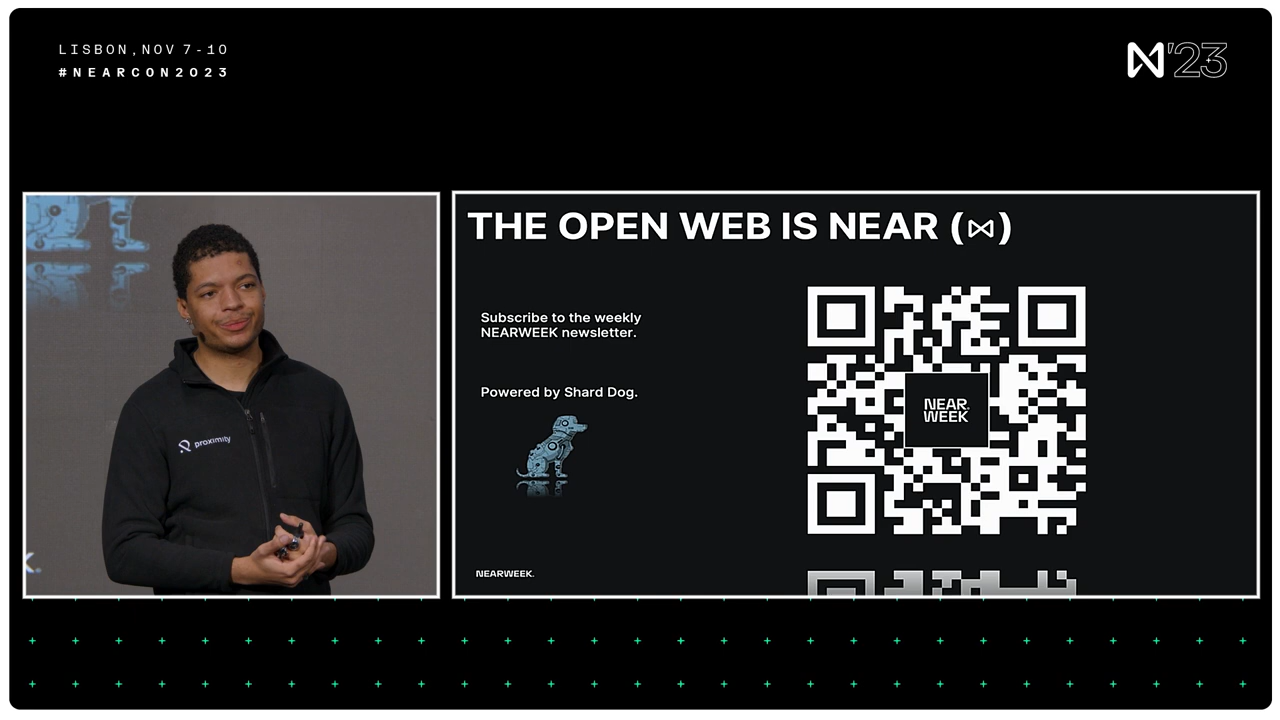 LISBON, NOV 7-10
#NEARCON2023
'23
proximity
K.
THE OPEN WEB IS NEAR (⋈)
Subscribe to the weekly
NEARWEEK newsletter.
Powered by Shard Dog.
NEAR
WEEK
NEARWEEK.